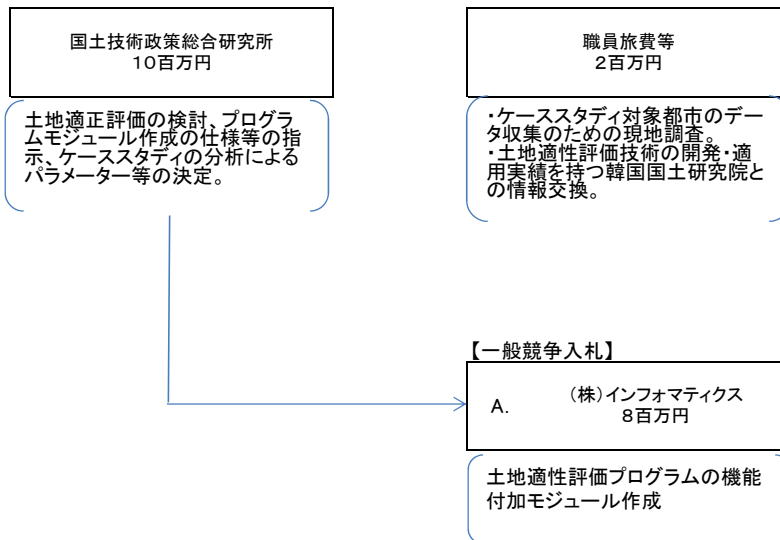 国土技術政策総合研究所
10百万円
土地適正評価の検討、プログラ
ムモジュール作成の仕様等の指
示、ケーススタディの分析による
パラメーター等の決定。
職員旅費等
2百万円
・ケーススタディ対象都市のデー
タ収集のための現地調査。
・土地適性評価技術の開発・適
用実績を持つ韓国国土研究院と
の情報交換。
【一般競争入札】
A. (株)インフォマティクス
8百万円
土地適性評価プログラムの機能
付加モジュール作成